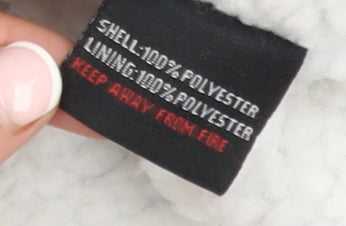 SHELL:100%POLYESTER
LINING:100%POLYESTER
KEEP AWAY FROM FIRE